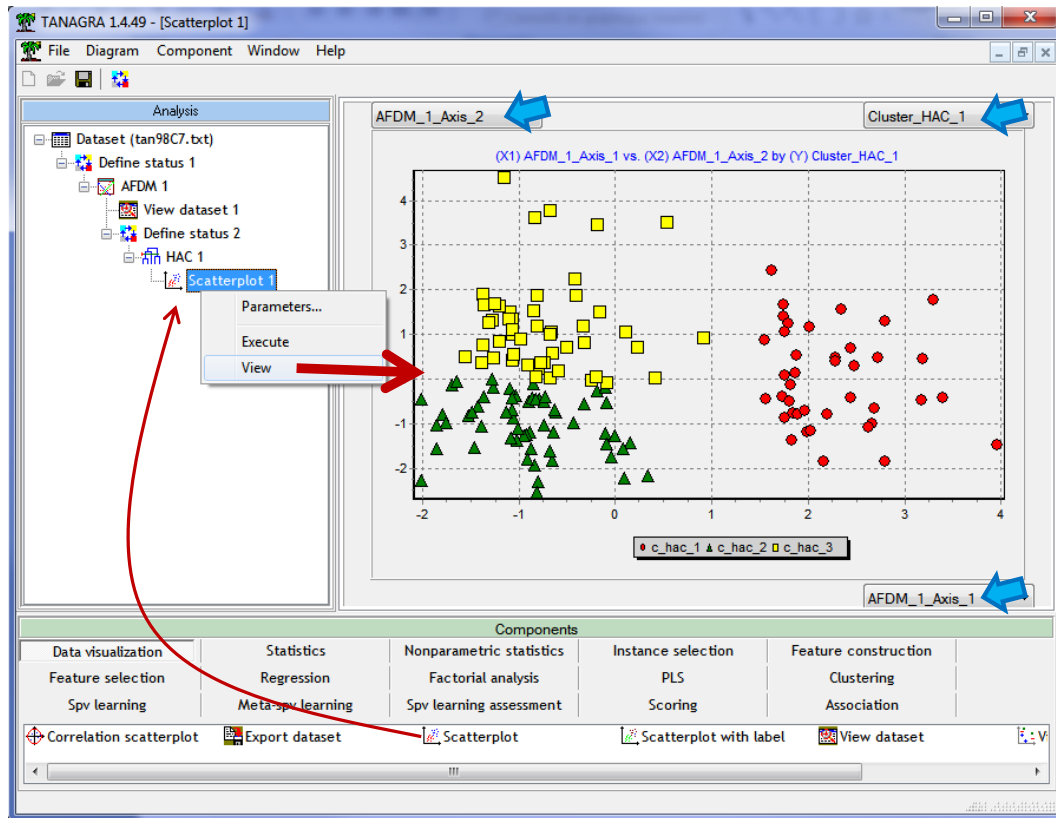 TANAGRA 1.4.49 - [Scatterplot 1]
File Diagram Component Window Help
Analysis
Dataset (tan98C7.txt)
Define status 1
AFDM 1
View dataset 1
Define status 2
HAC 1
Scatterplot 1
Parameters...
Execute
View
AFDM_1_Axis_2
Cluster_HAC_1
(X1) AFDM_1_Axis_1 vs. (X2) AFDM_1_Axis_2 by (Y) Cluster_HAC_1
4
3
2
1
0
-1
-2
-2 -1 0 1 2 3 4
c_hac_1 c_hac_2 c_hac_3
AFDM_1_Axis_1
Components
Data visualization Statistics Nonparametric statistics Instance selection Feature construction
Feature selection Regression Factorial analysis PLS Clustering
Spv learning Meta-spv learning Spv learning assessment Scoring Association
Correlation scatterplot Export dataset Scatterplot Scatterplot with label View dataset